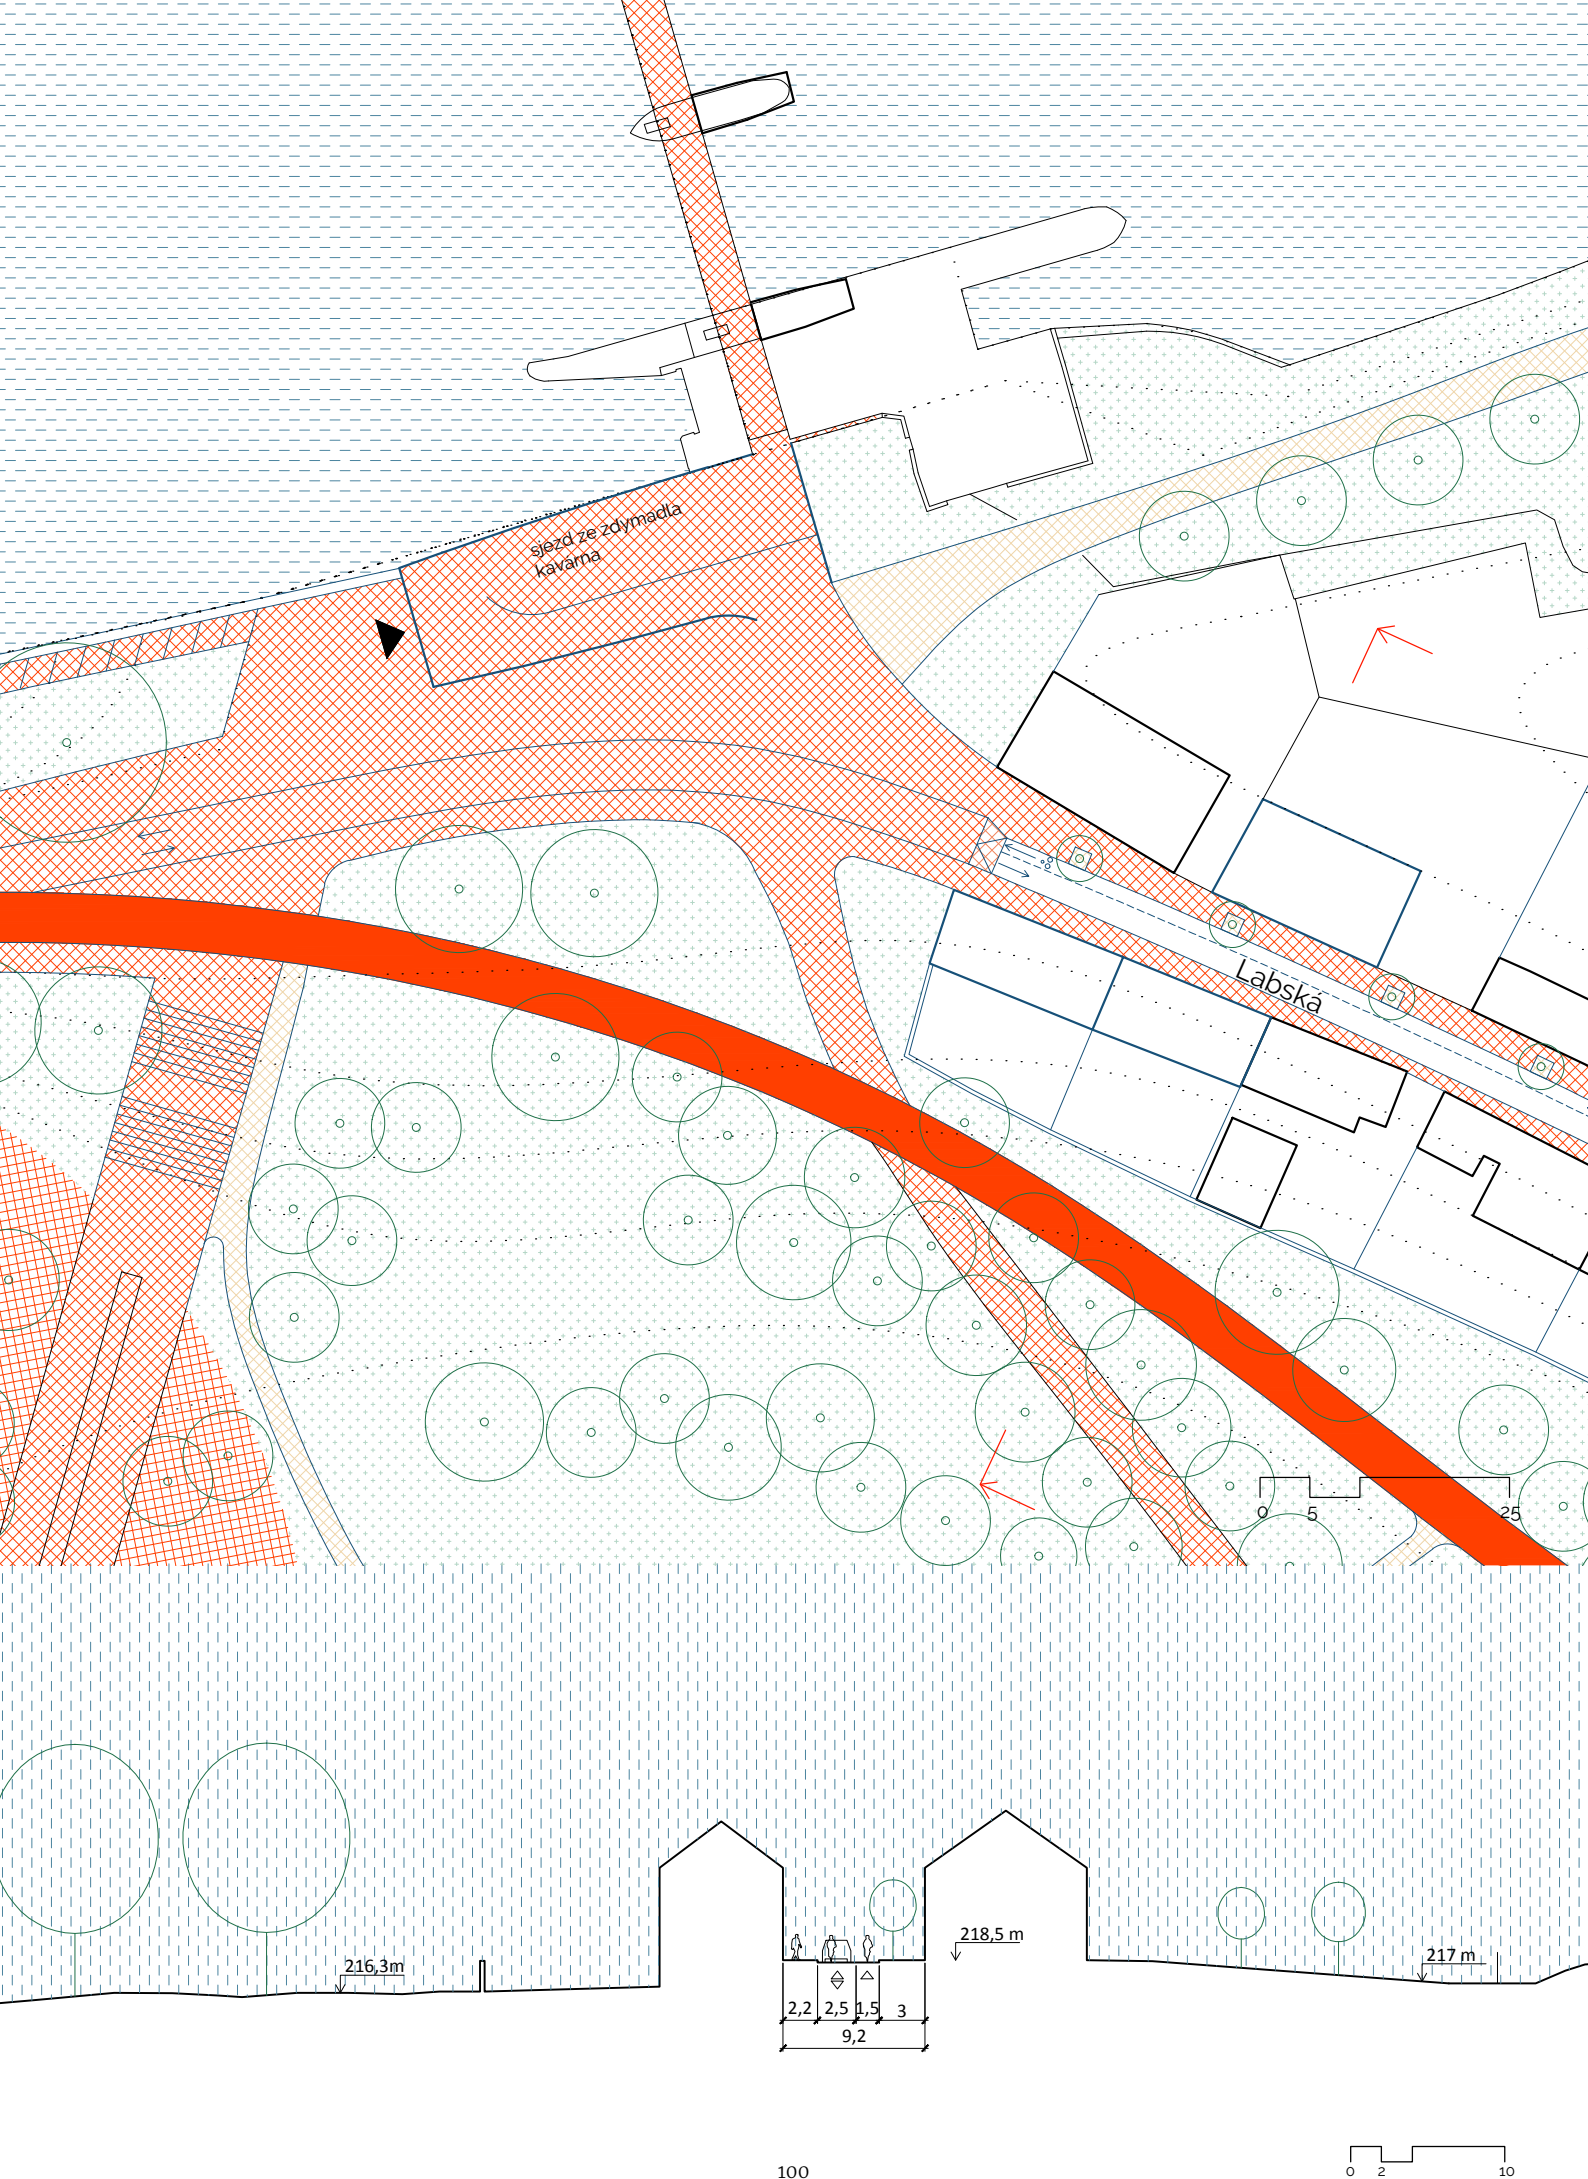 sjezd ze zdymadla
kavárna
Labská
0 5 25
216,3m
218,5 m
217 m
2,2 2,5 1,5 3
9,2
0 2 10
100